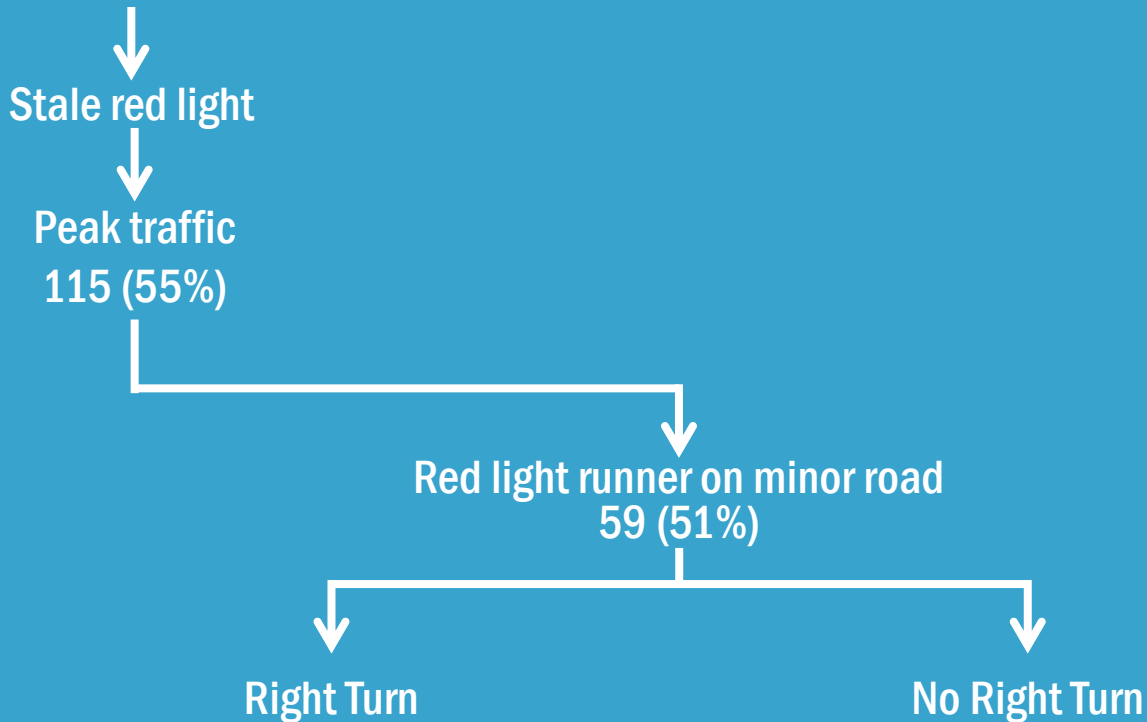 Stale red light
Peak traffic
115 (55%)
Red light runner on minor road
59 (51%)
Right Turn
No Right Turn